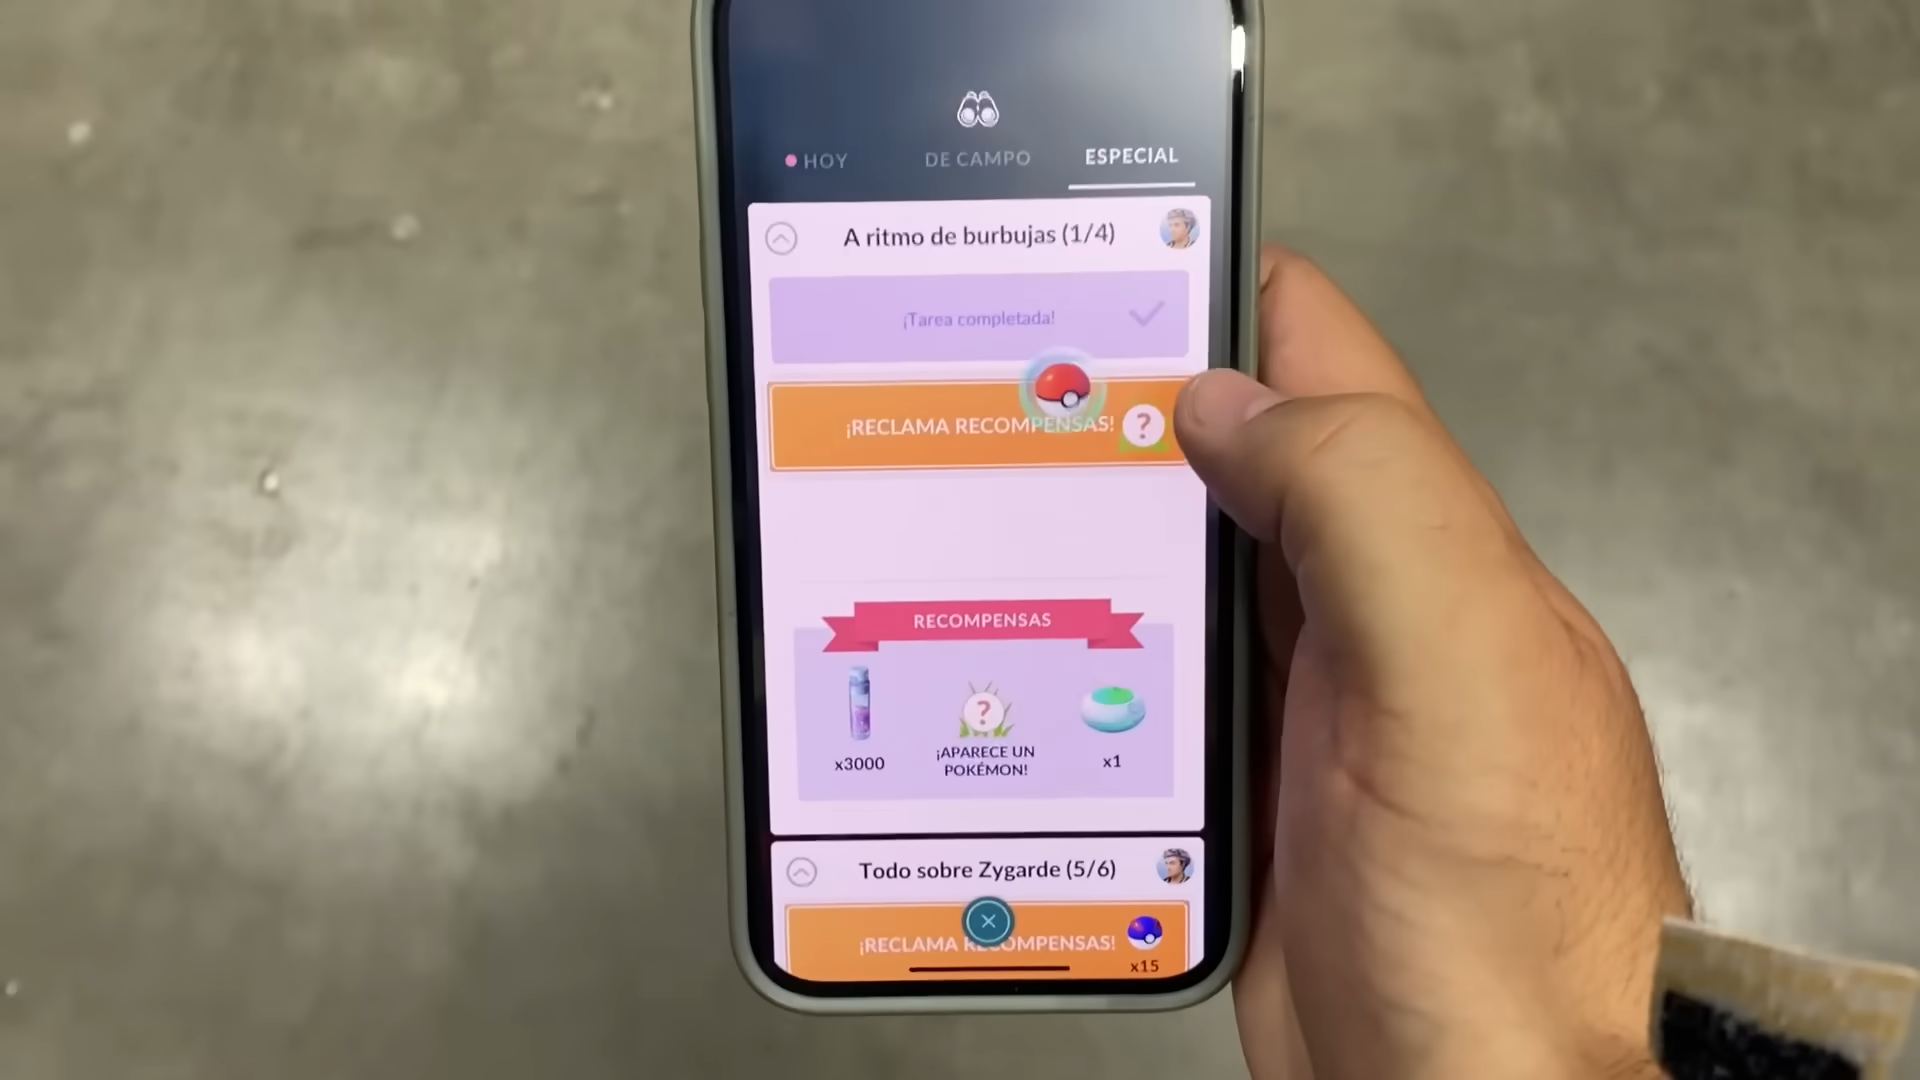 HOY
DE CAMPO
ESPECIAL
A ritmo de burbujas (1/4)
¡Tarea completada!
¡RECLAMA RECOMPENSAS!
?
RECOMPENSAS
?
x3000
¡APARECE UN
POKÉMON!
x1
Todo sobre Zygarde (5/6)
¡RECLAMA RECOMPENSAS!
x15